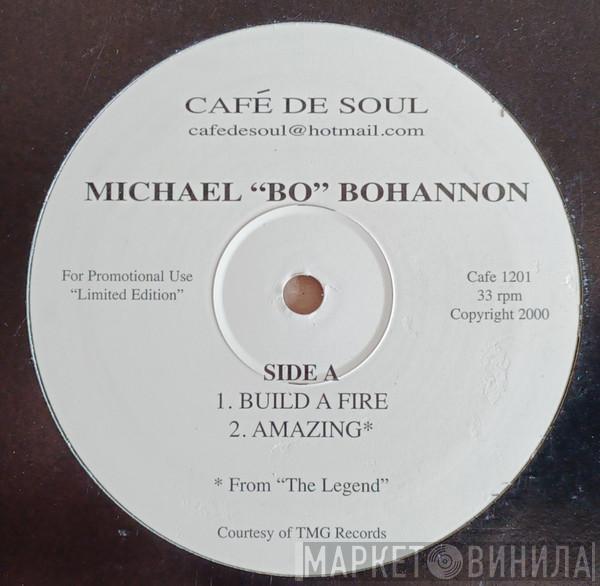 CAFÉ DE SOUL
cafedesoul@hotmail.com
MICHAEL “BO” BOHANNON
For Promotional Use
“Limited Edition”
Cafe 1201
33 rpm
Copyright 2000
SIDE A
1. BUILD A FIRE
2. AMAZING*
* From “The Legend”
Courtesy of TMG Records
МАРКЕТ ВИНИЛА